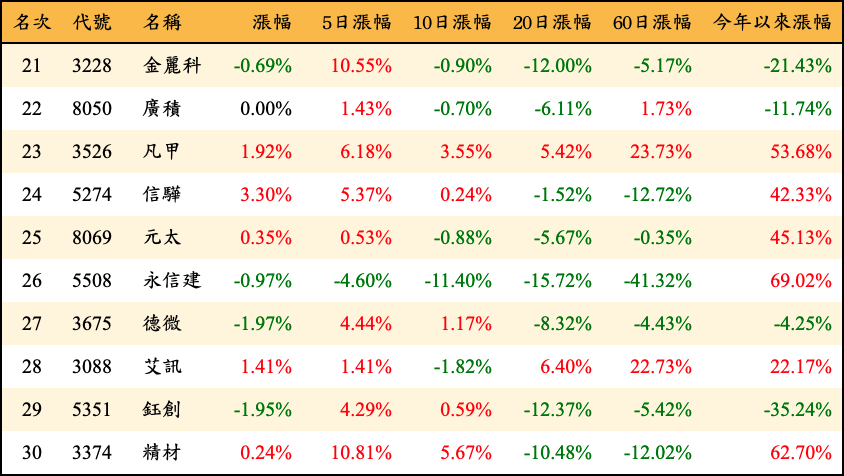 名次 代號 名稱 漲幅 5日漲幅 10日漲幅 20日漲幅 60日漲幅 今年以來漲幅
21 3228 金麗科 -0.69% 10.55% -0.90% -12.00% -5.17% -21.43%
22 8050 廣積 0.00% 1.43% -0.70% -6.11% 1.73% -11.74%
23 3526 凡甲 1.92% 6.18% 3.55% 5.42% 23.73% 53.68%
24 5274 信驊 3.30% 5.37% 0.24% -1.52% -12.72% 42.33%
25 8069 元太 0.35% 0.53% -0.88% -5.67% -0.35% 45.13%
26 5508 永信建 -0.97% -4.60% -11.40% -15.72% -41.32% 69.02%
27 3675 德微 -1.97% 4.44% 1.17% -8.32% -4.43% -4.25%
28 3088 艾訊 1.41% 1.41% -1.82% 6.40% 22.73% 22.17%
29 5351 鈺創 -1.95% 4.29% 0.59% -12.37% -5.42% -35.24%
30 3374 精材 0.24% 10.81% 5.67% -10.48% -12.02% 62.70%